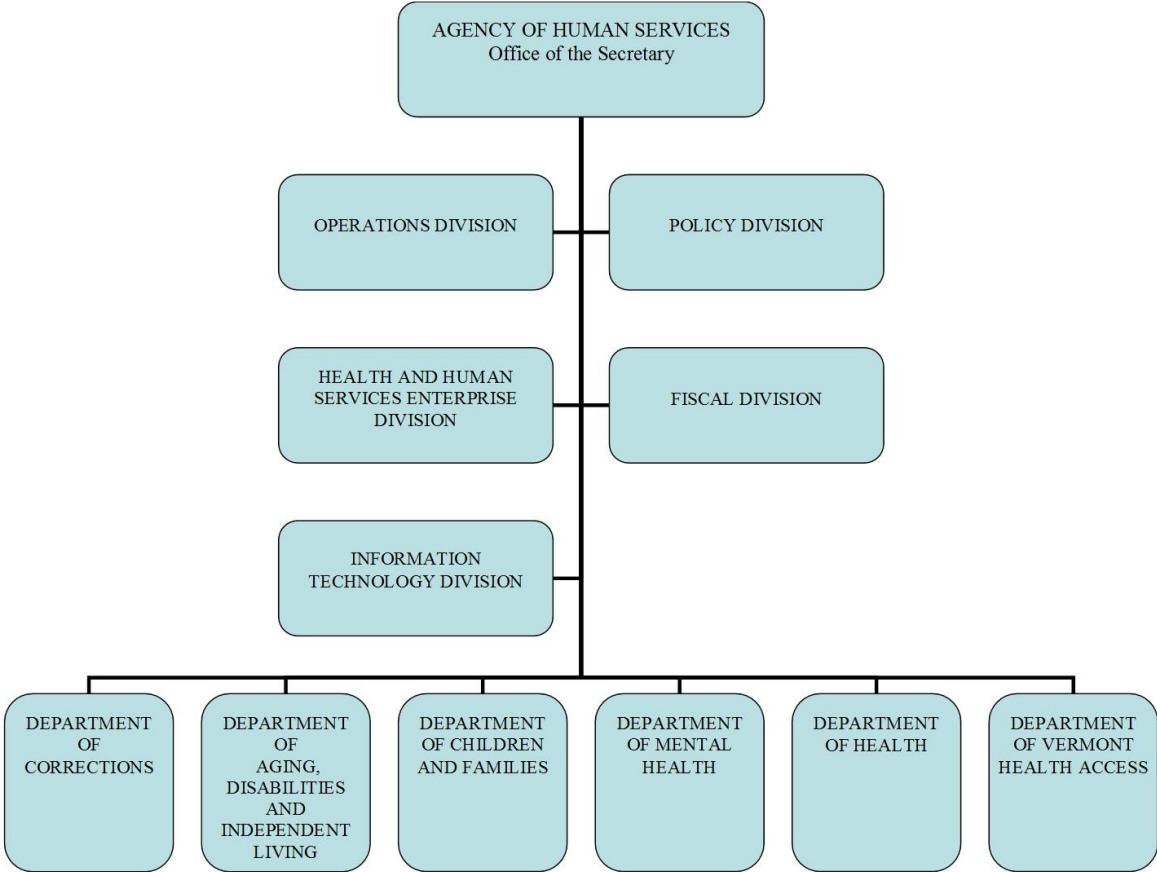 AGENCY OF HUMAN SERVICES
Office of the Secretary
OPERATIONS DIVISION
POLICY DIVISION
HEALTH AND HUMAN
SERVICES ENTERPRISE
DIVISION
FISCAL DIVISION
INFORMATION
TECHNOLOGY DIVISION
DEPARTMENT
OF
CORRECTIONS
DEPARTMENT
OF
AGING,
DISABILITIES
AND
INDEPENDENT
LIVING
DEPARTMENT
OF CHILDREN
AND FAMILIES
DEPARTMENT
OF MENTAL
HEALTH
DEPARTMENT
OF HEALTH
DEPARTMENT
OF VERMONT
HEALTH ACCESS